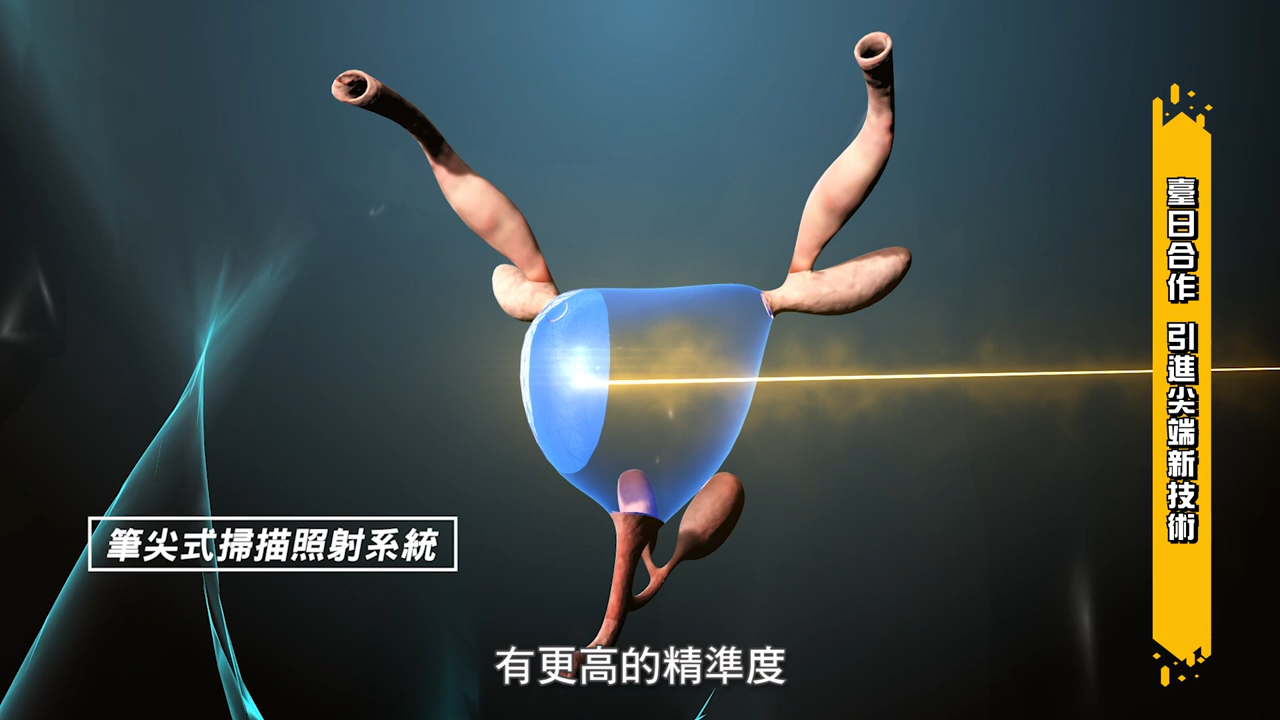 臺日合作 引進尖端新技術
筆尖式掃描照射系統
有更高的精準度